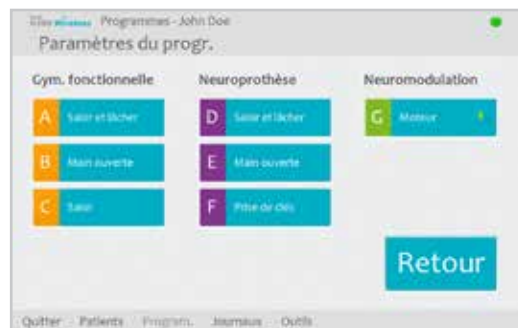 Programmes - John Doe
Paramètres du progr.
Gym. fonctionnelle
A Saisir et lâcher
B Main ouverte
C Saisir
Neuroprothèse
D Saisir et lâcher
E Main ouverte
F Prise de clés
Neuromodulation
G Moteur
Retour
Quitter Patients Program. Journaux Outils